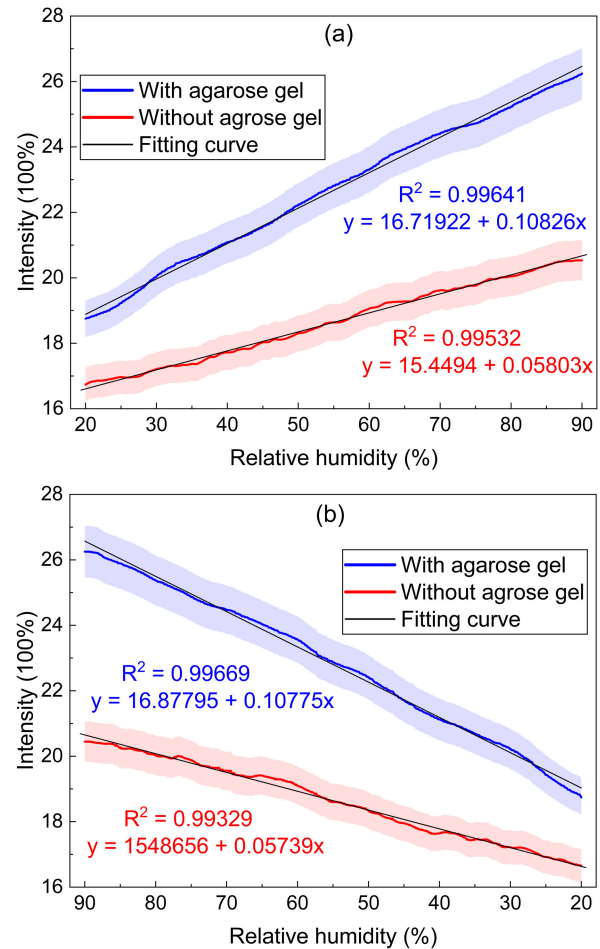 (a)
With agarose gel
Without agrose gel
Fitting curve
R² = 0.99641
y = 16.71922 + 0.10826x
R² = 0.99532
y = 15.4494 + 0.05803x
28
26
24
22
20
18
16
Intensity (100%)
20 30 40 50 60 70 80 90
Relative humidity (%)
(b)
With agarose gel
Without agrose gel
Fitting curve
R² = 0.99669
y = 16.87795 + 0.10775x
R² = 0.99329
y = 1548656 + 0.05739x
28
26
24
22
20
18
16
Intensity (100%)
90 80 70 60 50 40 30 20
Relative humidity (%)